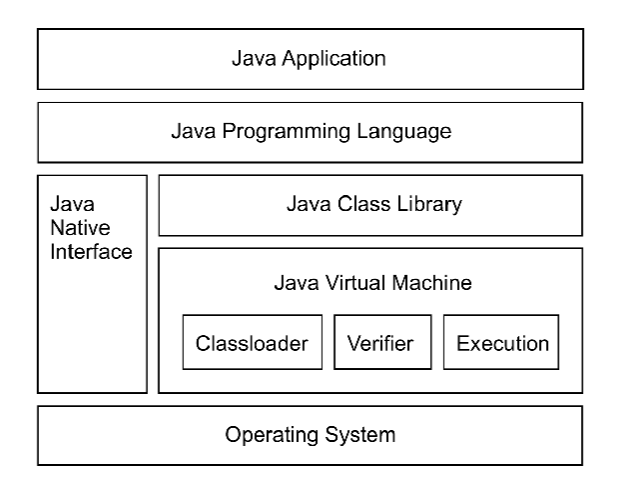 Java Application
Java Programming Language
Java
Native
Interface
Java Class Library
Java Virtual Machine
Classloader
Verifier
Execution
Operating System